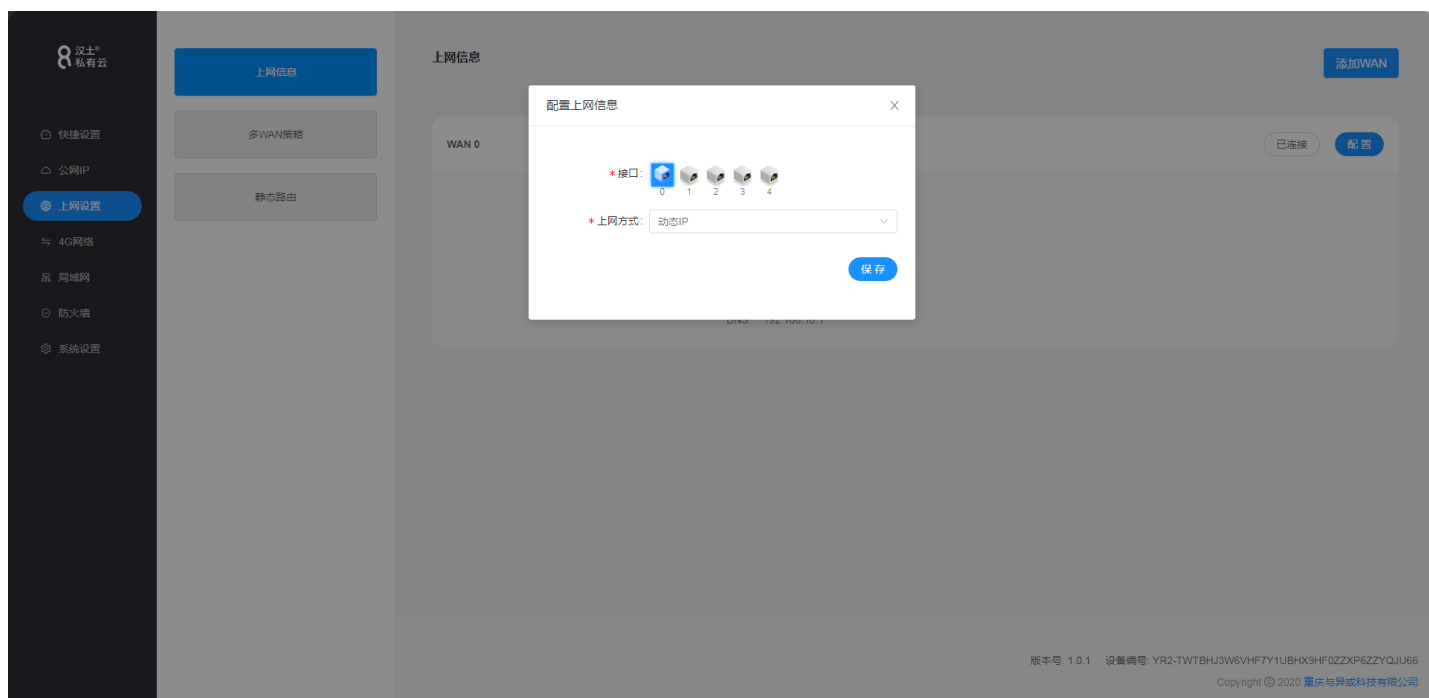 汉土®
私有云
快捷设置
公网IP
上网设置
4G网络
局域网
防火墙
系统设置
上网信息
多WAN策略
静态路由
上网信息
添加WAN
WAN 0
已连接
配 置
配置上网信息
*接口:
0 1 2 3 4
*上网方式: 动态IP
保 存
DNS: 192.168.10.1
版本号: 1.0.1 设备编号: YR2-TWTBHJ3W6VHF7Y1UBHX9HF0ZZXP6ZZYQJU66
Copyright © 2020 重庆与异或科技有限公司